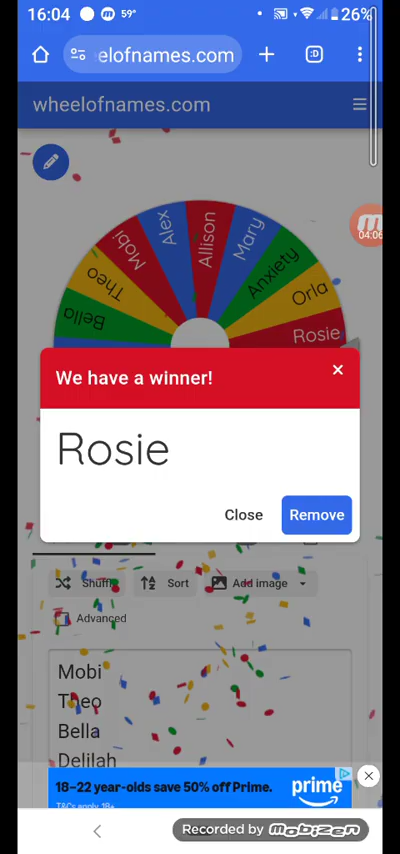 16:04 59° 26%
elofnames.com :D
wheelofnames.com
04:06
Bella
Theo
Mobi
Alex
Allison
Mary
Anxiety
Orla
Rosie
We have a winner! ×
Rosie
Close Remove
Shuffle Sort Add image
Advanced
Mobi
Theo
Bella
Delilah
18–22 year-olds save 50% off Prime. prime
T&Cs apply. 18+
Recorded by mobizen